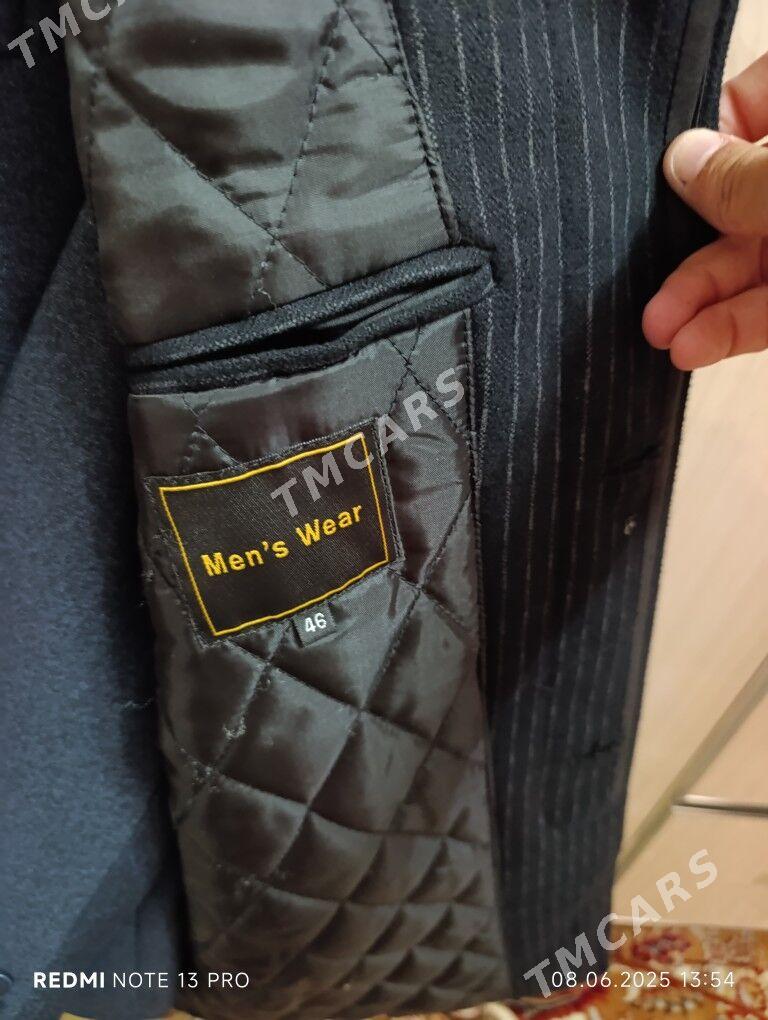 TMCARS
TMCARS
Men's Wear
46
TMCARS
REDMI NOTE 13 PRO
08.06.2025 13:54